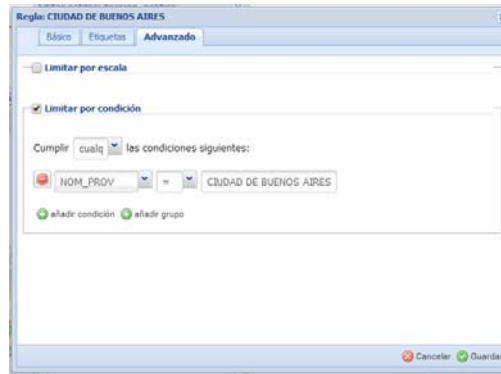 Regla: CIUDAD DE BUENOS AIRES
Básico Etiquetas Avanzado
Limitar por escala
Limitar por condición
Cumplir cualq las condiciones siguientes:
NOM_PROV = CIUDAD DE BUENOS AIRES
añadir condición añadir grupo
Cancelar Guarda